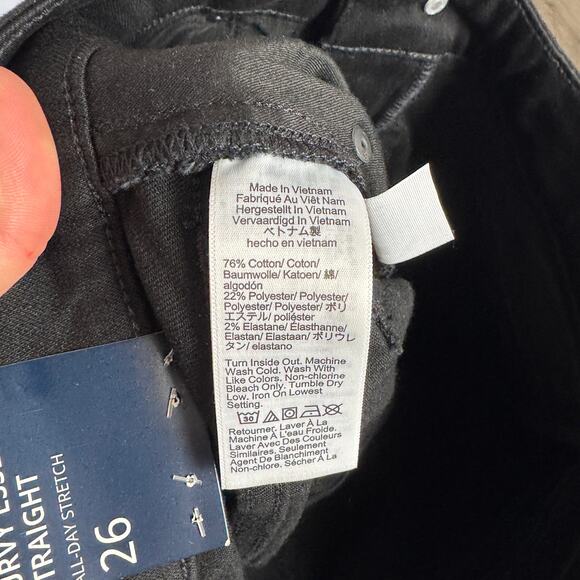 Made In Vietnam
Fabriqué Au Viêt Nam
Hergestellt In Vietnam
Vervaardigd In Vietnam
ベトナム製
hecho en vietnam
76% Cotton/ Coton/
Baumwolle/ Katoen/ 綿/
algodón
22% Polyester/ Polyester/
Polyester/ Polyester/ ポリ
エステル/ poliéster
2% Elastane/ Élasthanne/
Elastan/ Elastaan/ ポリウレ
タン/ elastano
Turn Inside Out. Machine
Wash Cold. Wash With
Like Colors. Non-chlorine
Bleach Only. Tumble Dry
Low. Iron On Lowest
Setting.
30
Retourner. Laver À La
Machine À L'eau Froide.
Laver Avec Des Couleurs
Similaires. Seulement
Agent De Blanchiment
Non-chlore. Sécher À La
STRAIGHT
ALL-DAY STRETCH
26